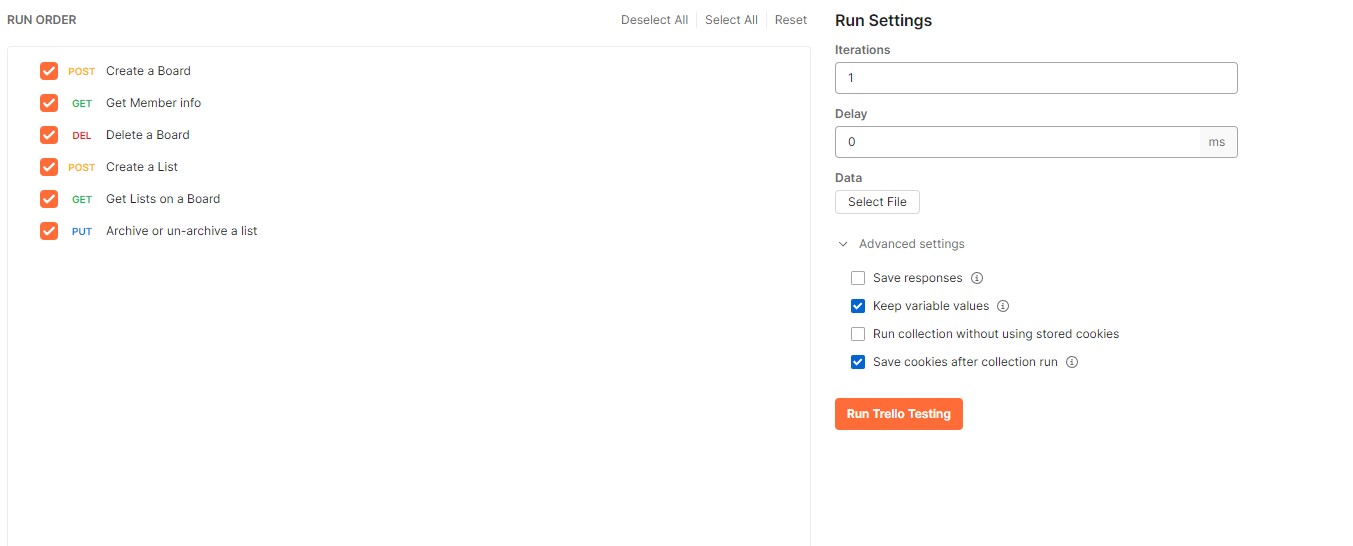 RUN ORDER
Deselect All
Select All
Reset
POST Create a Board
GET Get Member info
DEL Delete a Board
POST Create a List
GET Get Lists on a Board
PUT Archive or un-archive a list
Run Settings
Iterations
1
Delay
0 ms
Data
Select File
Advanced settings
Save responses
Keep variable values
Run collection without using stored cookies
Save cookies after collection run
Run Trello Testing